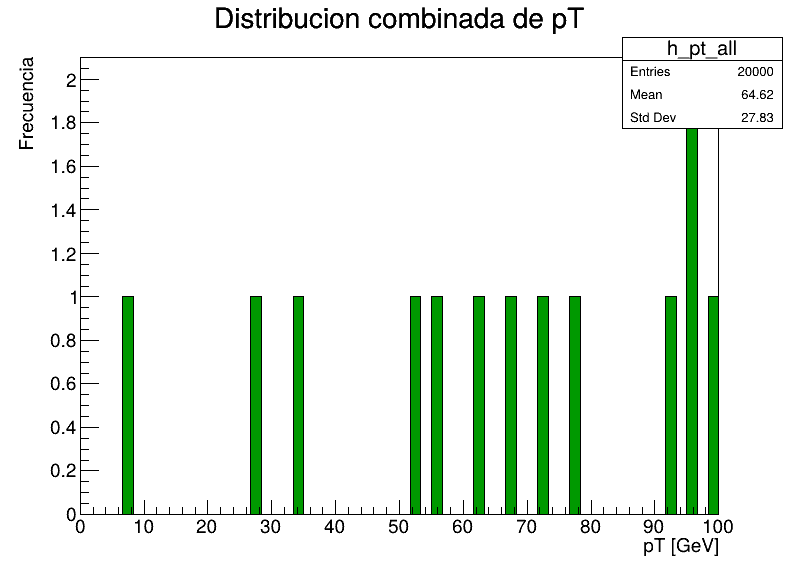 Distribucion combinada de pT
h_pt_all
Entries 20000
Mean 64.62
Std Dev 27.83
Frecuencia
2
1.8
1.6
1.4
1.2
1
0.8
0.6
0.4
0.2
0
0 10 20 30 40 50 60 70 80 90 100
pT [GeV]